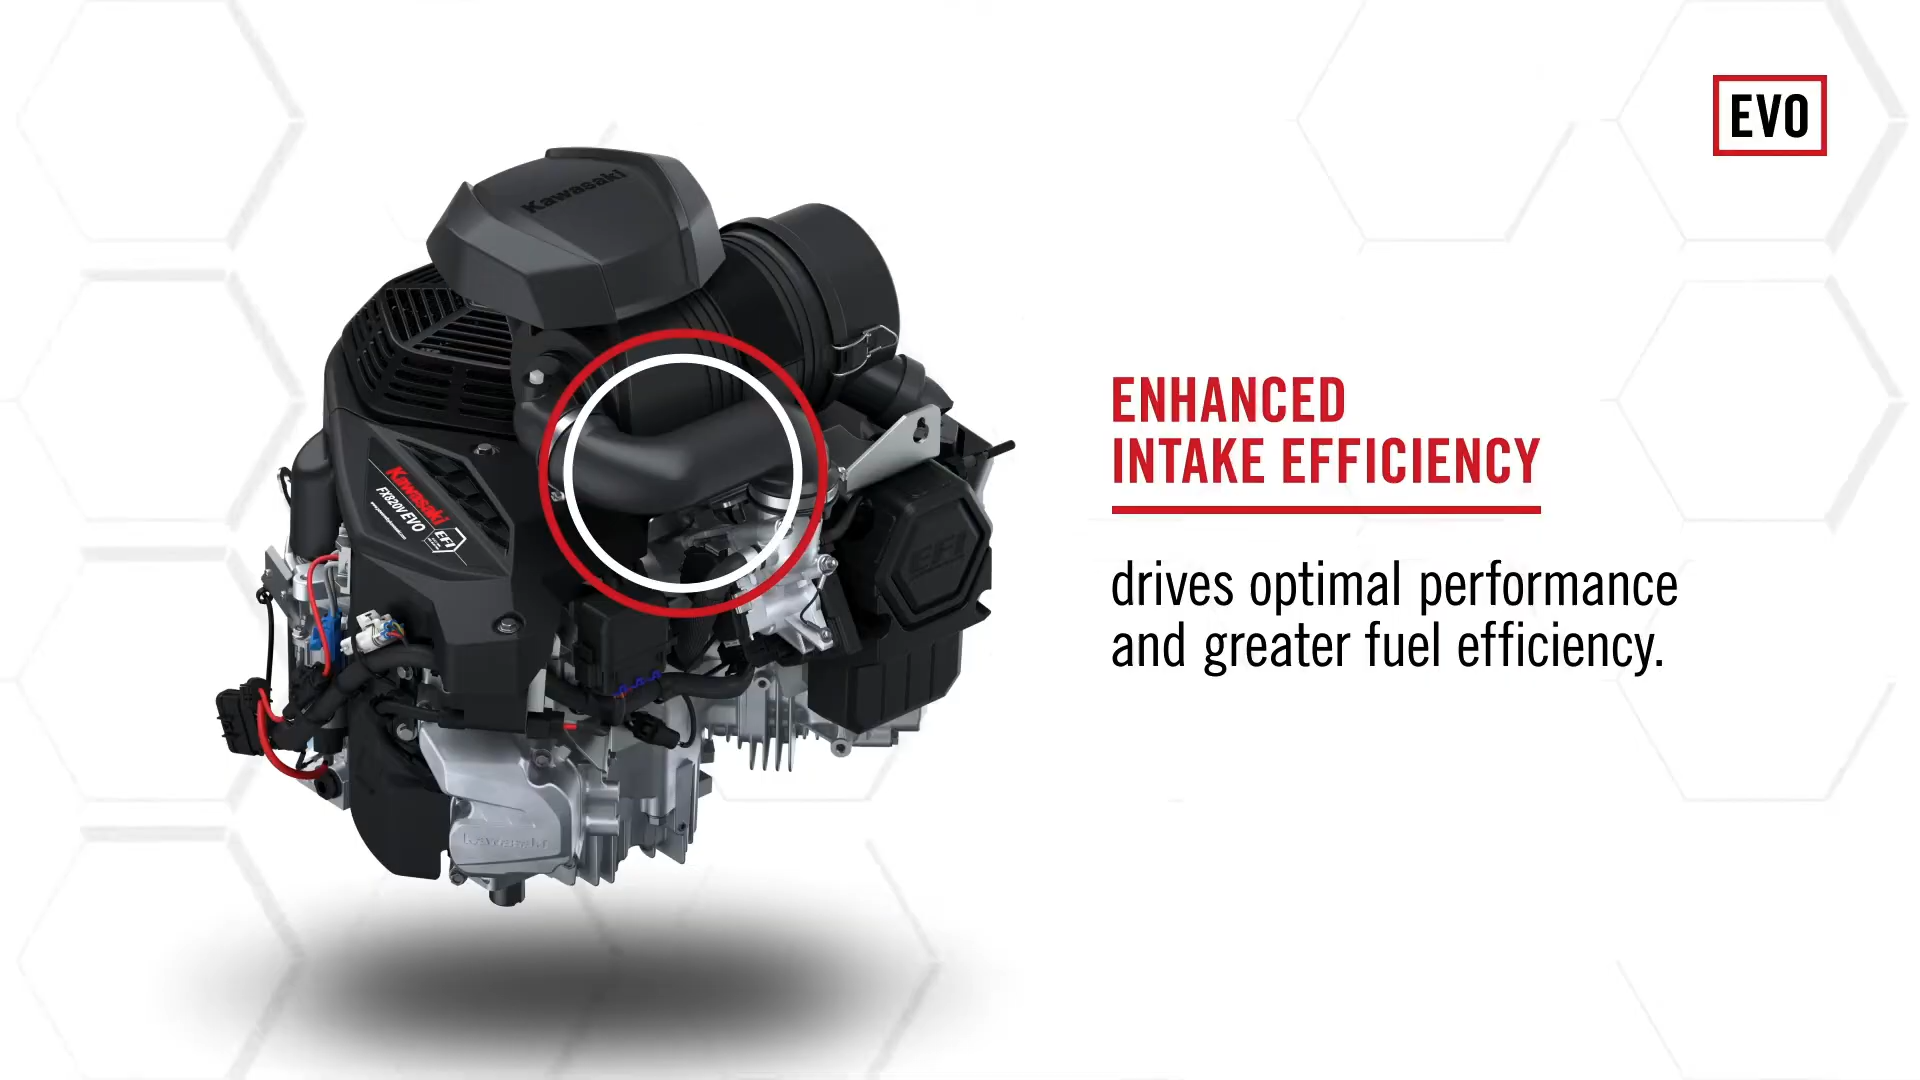 EVO
Kawasaki
ENHANCED
INTAKE EFFICIENCY
drives optimal performance
and greater fuel efficiency.
Kawasaki
FX820V EVO
EFI
EFI
Kawasaki